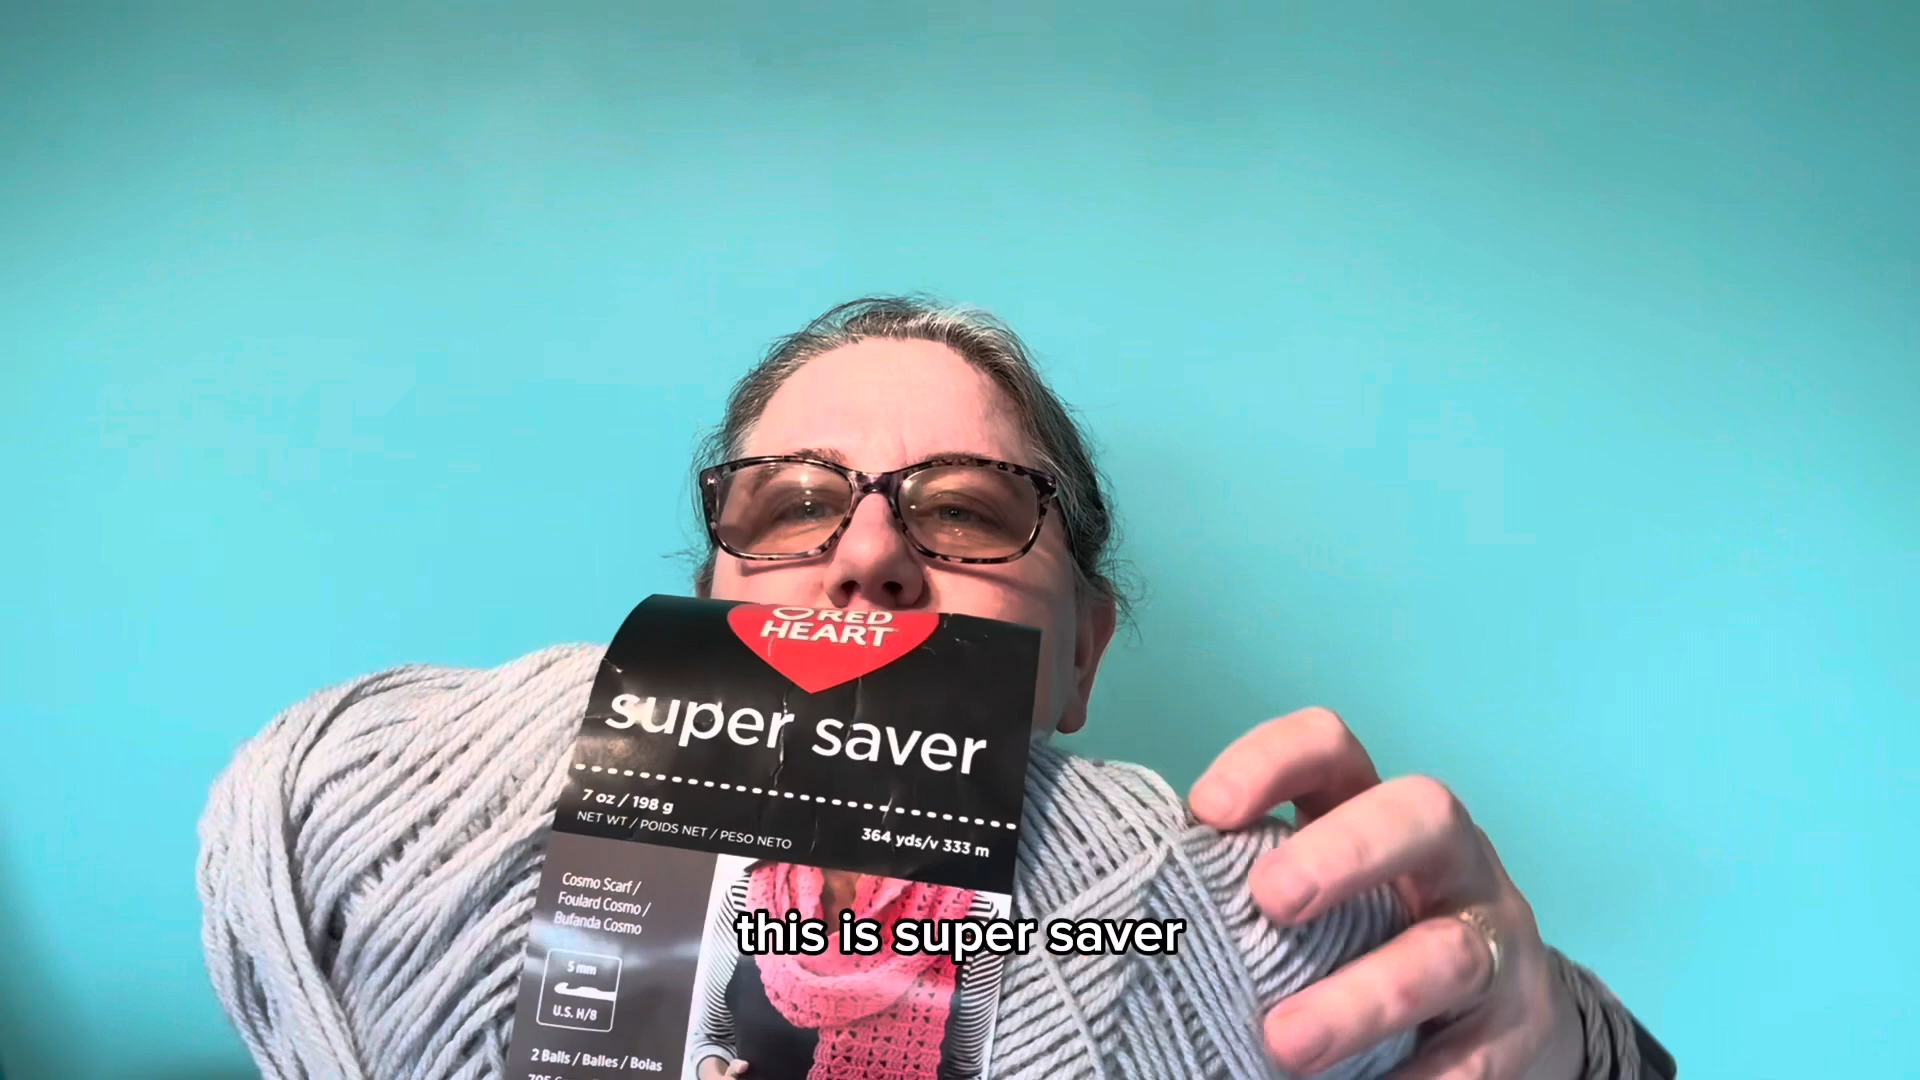 RED
HEART
super saver
7 oz / 198 g
NET WT / POIDS NET / PESO NETO
364 yds/v 333 m
Cosmo Scarf /
Foulard Cosmo /
Bufanda Cosmo
5 mm
U.S. H/8
this is super saver
2 Balls / Balles / Bolas